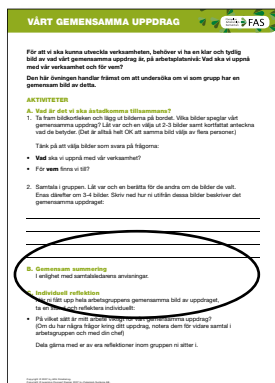 VÅRT GEMENSAMMA UPPDRAG
FAS
För att vi ska kunna utveckla verksamheten, behöver vi ha en klar och tydlig
bild av vad vårt gemensamma uppdrag är, på arbetsplatsnivå: Vad ska vi uppnå
med vår verksamhet och för vem?
Den här övningen handlar främst om att undersöka om vi som grupp har en
gemensam bild av detta.
AKTIVITETER
A. Vad är det vi ska åstadkomma tillsammans?
1. Ta fram bildkortleken och lägg ut bilderna på bordet. Vilka bilder speglar vårt
gemensamma uppdrag? Låt var och en välja ut 2-3 bilder samt kortfattat anteckna
vad de betyder. (Det är alltså helt OK att samma bild väljs av flera personer.)
Tänk på att välja bilder som svara på frågorna:
• Vad ska vi uppnå med vår verksamhet?
• För vem finns vi till?
2. Samtala i gruppen. Låt var och en berätta för de andra om de bilder de valt.
Enas därefter om 3-4 bilder. Skriv ned hur ni utifrån dessa bilder beskriver det
gemensamma uppdraget:
B. Gemensam summering
I enlighet med samtalsledarens anvisningar.
Individuell reflektion
ni fått upp hela arbetsgruppens gemensamma bild av uppdraget,
ta en stund och reflektera individuellt:
• På vilket sätt är mitt arbete viktigt för vårt gemensamma uppdrag?
(Om du har några frågor kring ditt uppdrag, notera dem för vidare samtal i
arbetsgruppen och med din chef)
Dela gärna med er av era reflektioner inom gruppen ni sitter i.